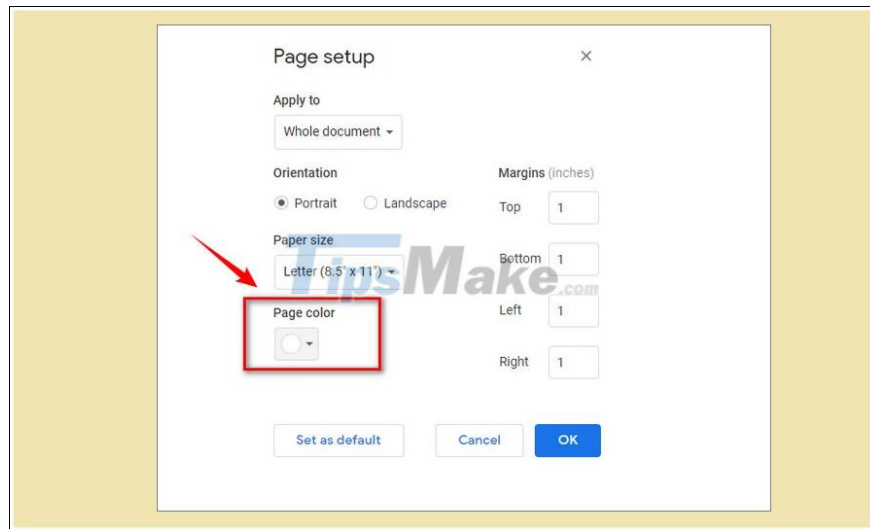 Page setup
Apply to
Whole document
Orientation
Portrait
Landscape
Margins (inches)
Top
1
Paper size
Letter (8.5" x 11")
Bottom
1
TipsMake.com
Page color
Left
1
Right
1
Set as default
Cancel
OK